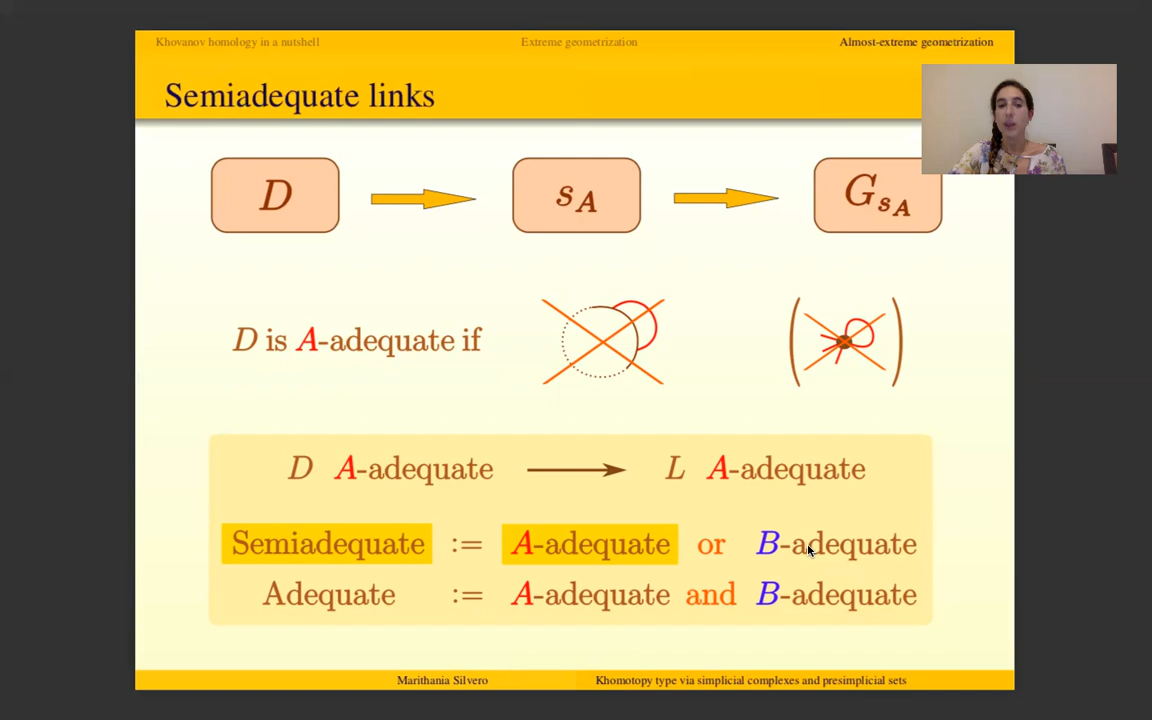 Khovanov homology in a nutshell Extreme geometrization Almost-extreme geometrization
Semiadequate links
D s_A G_{s_A}
D is A-adequate if
D A-adequate ⟶ L A-adequate
Semiadequate := A-adequate or B-adequate
Adequate := A-adequate and B-adequate
Marithania Silvero Khomotopy type via simplicial complexes and presimplicial sets